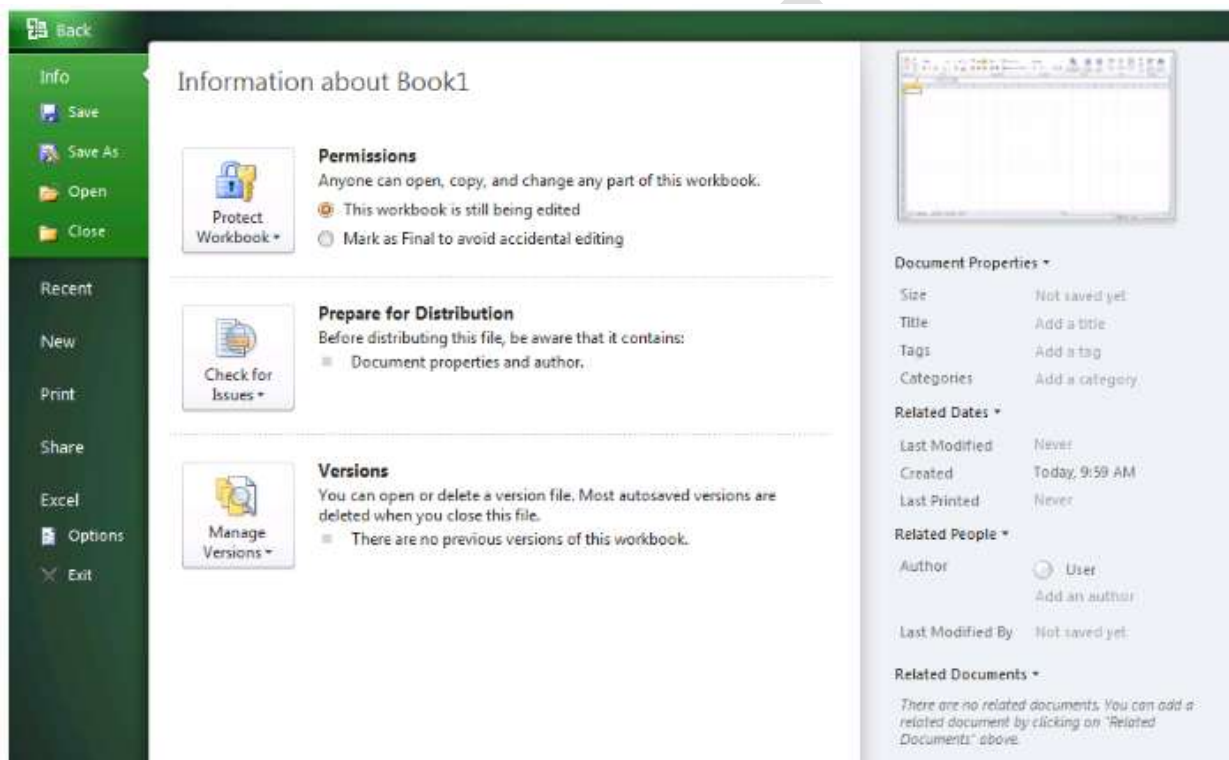 Back
Info
Save
Save As
Open
Close
Recent
New
Print
Share
Excel
Options
Exit
Information about Book1
Protect
Workbook
Permissions
Anyone can open, copy, and change any part of this workbook.
This workbook is still being edited
Mark as Final to avoid accidental editing
Check for
Issues
Prepare for Distribution
Before distributing this file, be aware that it contains:
Document properties and author.
Manage
Versions
Versions
You can open or delete a version file. Most autosaved versions are
deleted when you close this file.
There are no previous versions of this workbook.
Document Properties
Size Not saved yet
Title Add a title
Tags Add a tag
Categories Add a category
Related Dates
Last Modified Never
Created Today, 9:59 AM
Last Printed Never
Related People
Author User
Add an author
Last Modified By Not saved yet
Related Documents
There are no related documents. You can add a
related document by clicking on "Related
Documents" above.